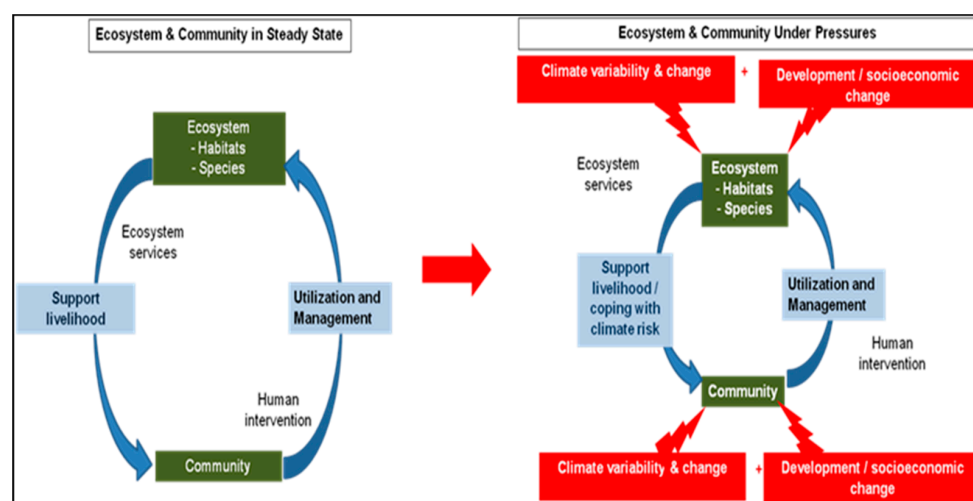 Ecosystem & Community in Steady State
Ecosystem
- Habitats
- Species
Ecosystem
services
Support
livelihood
Utilization and
Management
Human
intervention
Community
Ecosystem & Community Under Pressures
Climate variability & change
+
Development / socioeconomic
change
Ecosystem
services
Ecosystem
- Habitats
- Species
Support
livelihood /
coping with
climate risk
Utilization and
Management
Human
intervention
Community
Climate variability & change
+
Development / socioeconomic
change